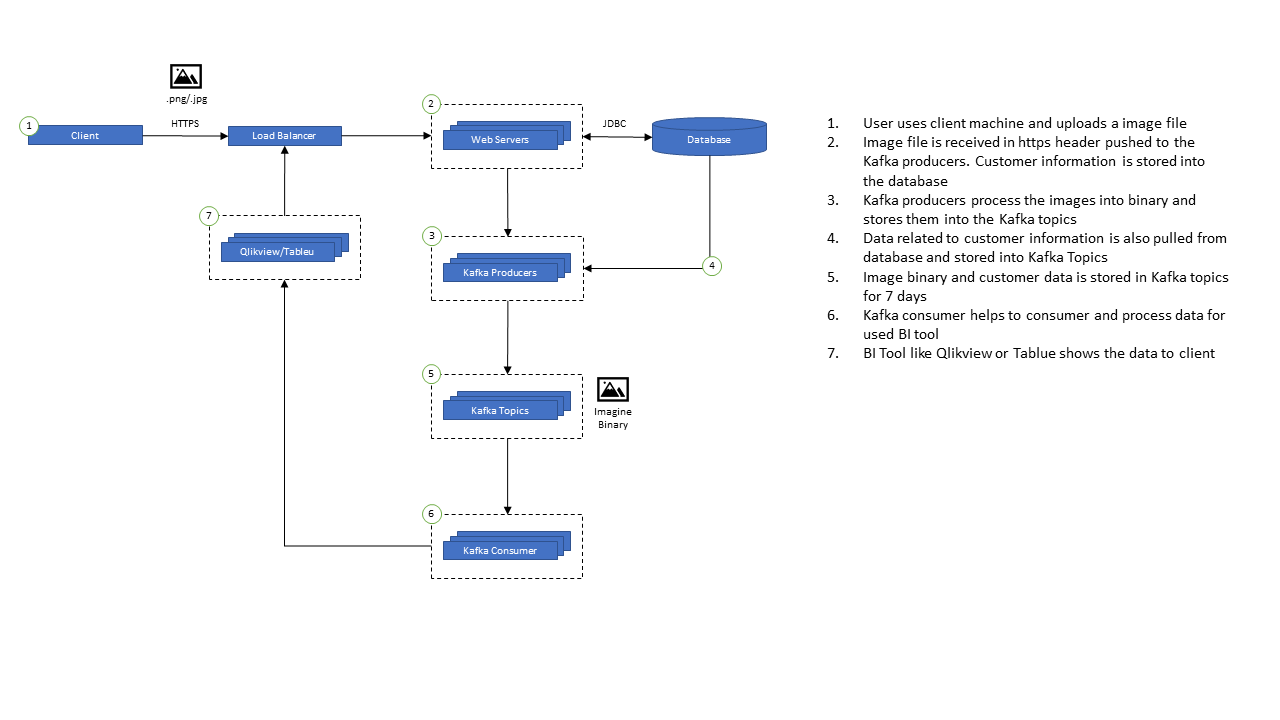 .png/.jpg
HTTPS
1
Client
Load Balancer
2
Web Servers
JDBC
Database
7
Qlikview/Tableu
3
Kafka Producers
4
5
Kafka Topics
Imagine
Binary
6
Kafka Consumer
1. User uses client machine and uploads a image file
2. Image file is received in https header pushed to the
Kafka producers. Customer information is stored into
the database
3. Kafka producers process the images into binary and
stores them into the Kafka topics
4. Data related to customer information is also pulled from
database and stored into Kafka Topics
5. Image binary and customer data is stored in Kafka topics
for 7 days
6. Kafka consumer helps to consumer and process data for
used BI tool
7. BI Tool like Qlikview or Tablue shows the data to client